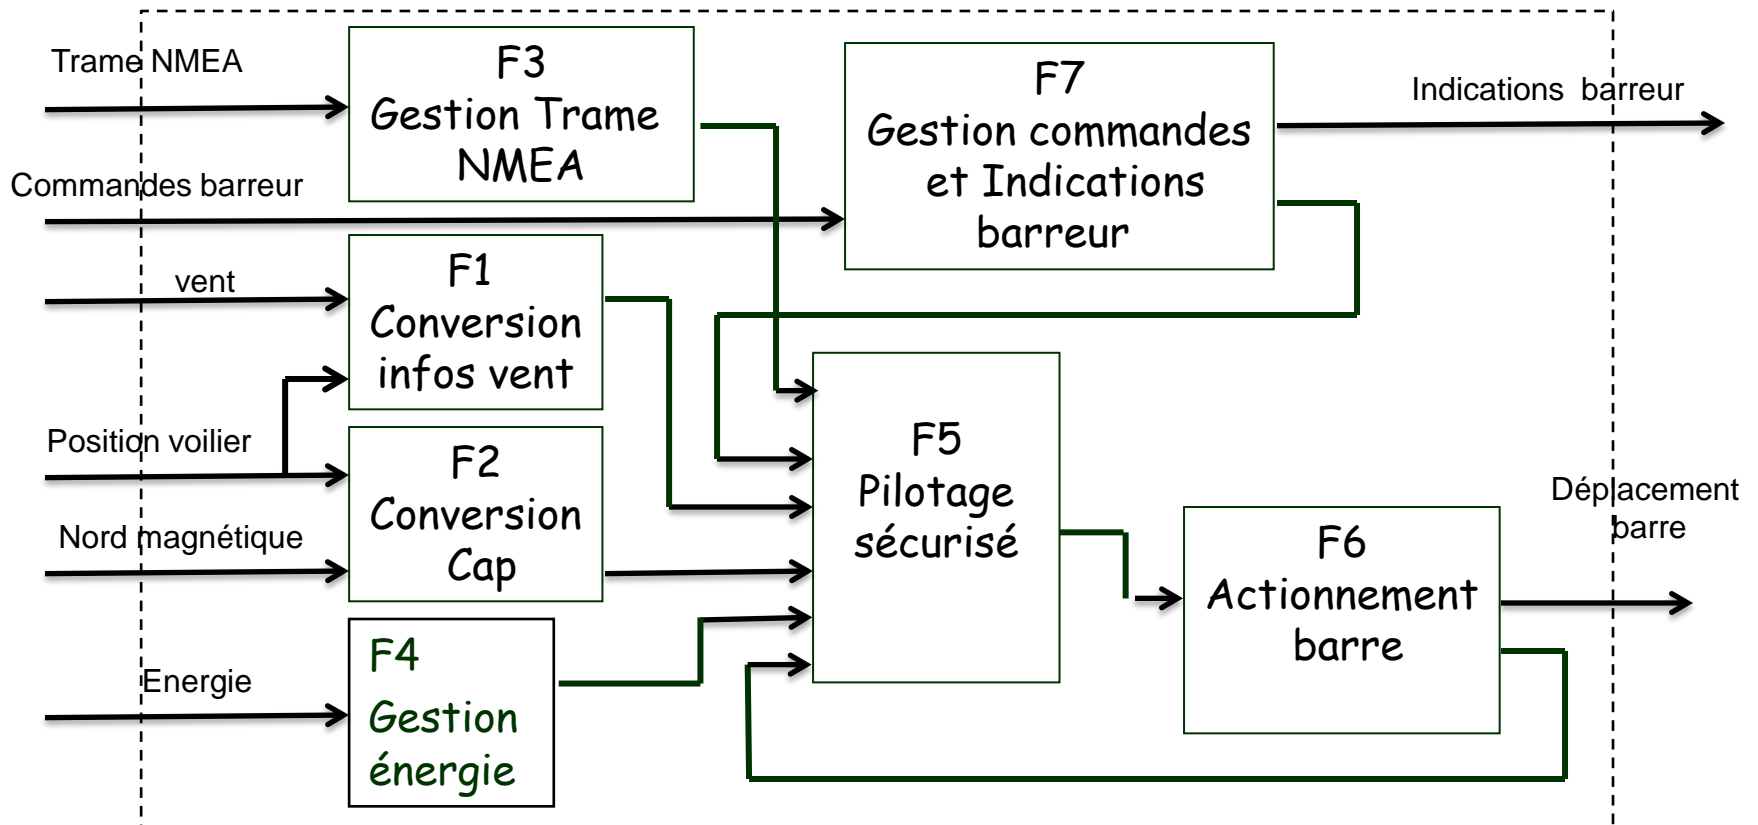 Trame NMEA
F3
Gestion Trame
NMEA
F7
Gestion commandes
et Indications
barreur
Indications barreur
Commandes barreur
vent
F1
Conversion
infos vent
Position voilier
F2
Conversion
Cap
Nord magnétique
F5
Pilotage
sécurisé
Déplacement
barre
F6
Actionnement
barre
Energie
F4
Gestion
énergie